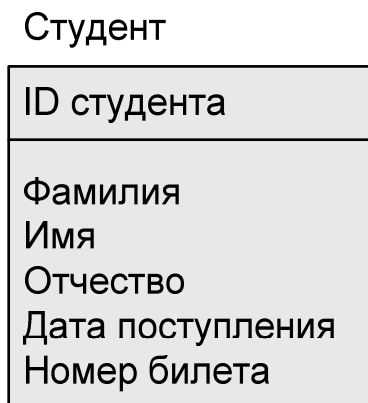 Студент
ID студента
Фамилия
Имя
Отчество
Дата поступления
Номер билета